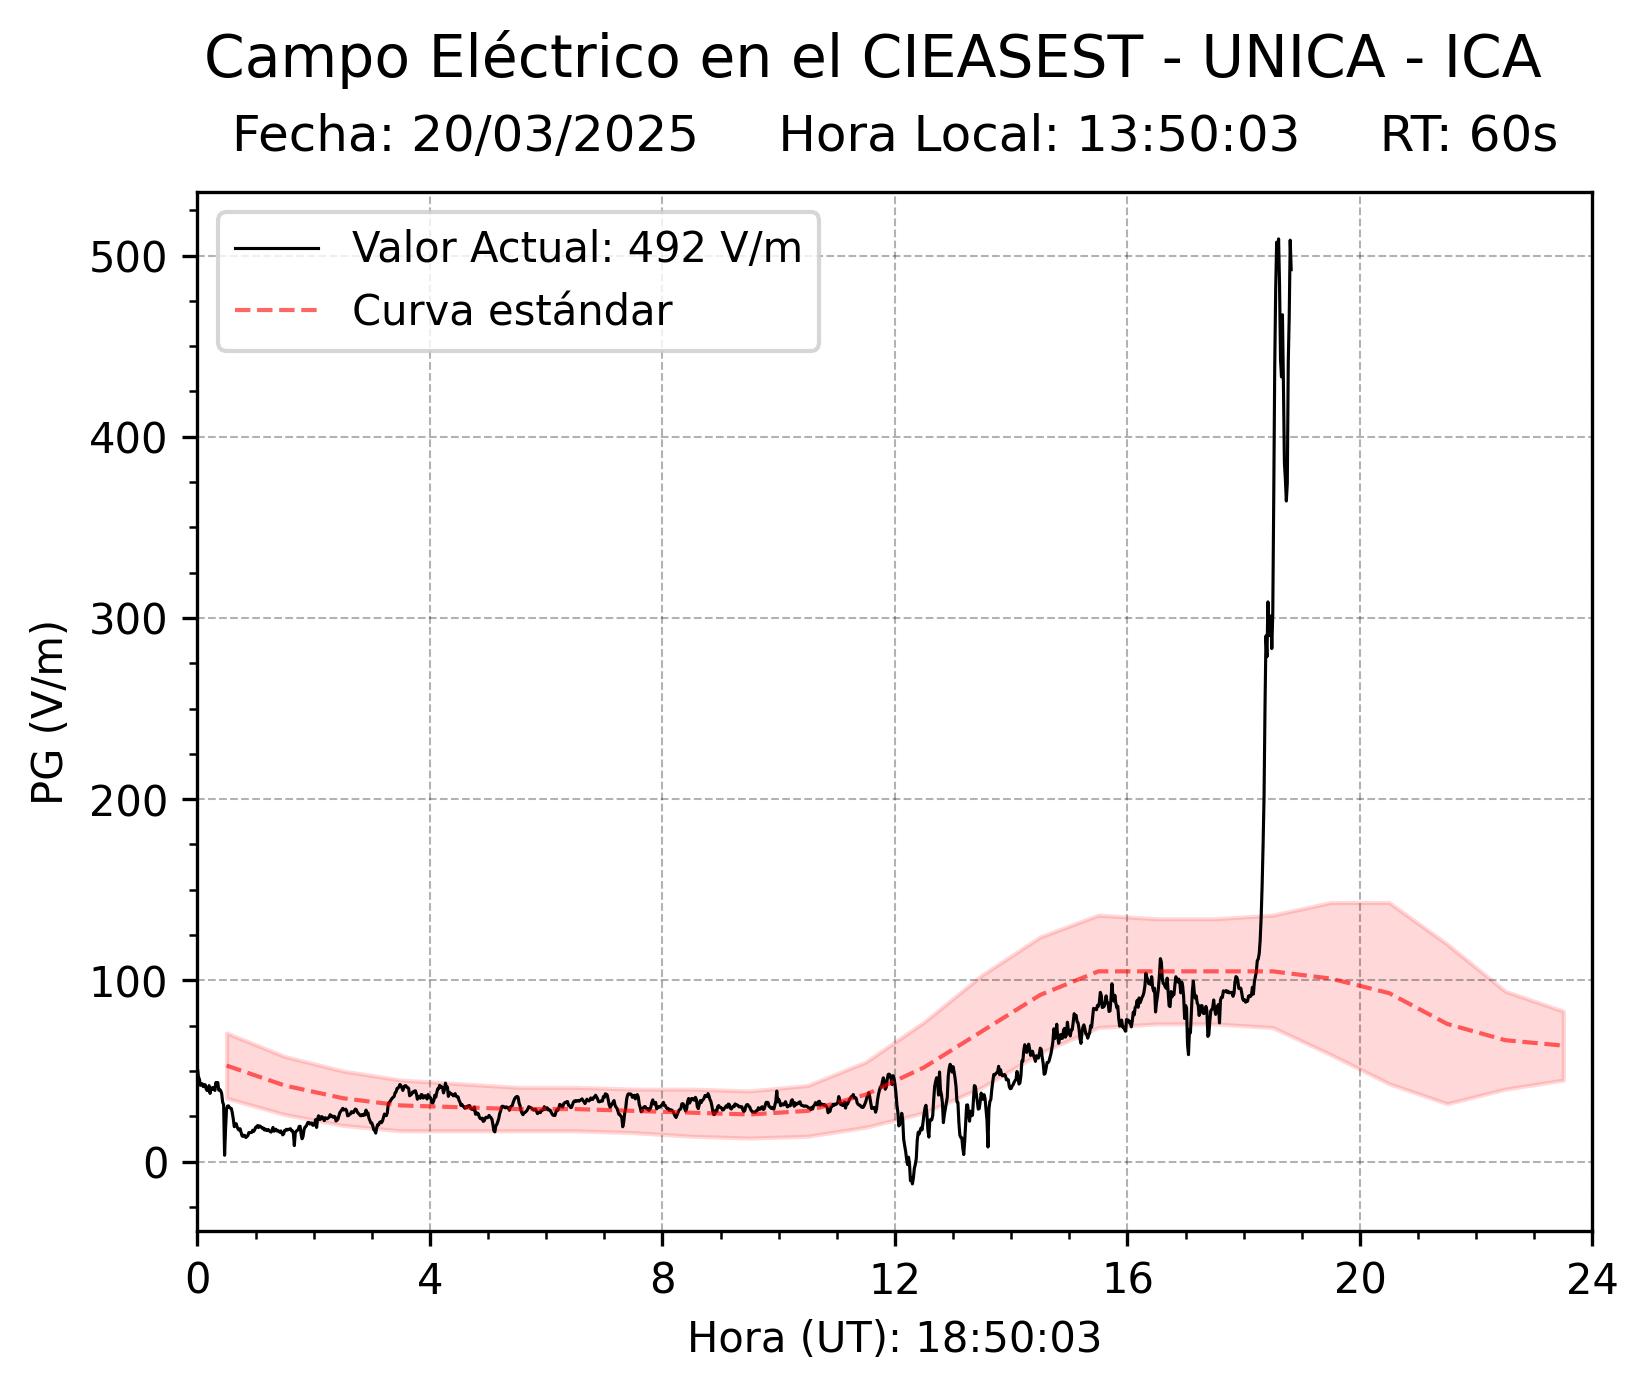 Campo Eléctrico en el CIEASEST - UNICA - ICA
Fecha: 20/03/2025 Hora Local: 13:50:03 RT: 60s
Valor Actual: 492 V/m
Curva estándar
PG (V/m)
500
400
300
200
100
0
0 4 8 12 16 20 24
Hora (UT): 18:50:03